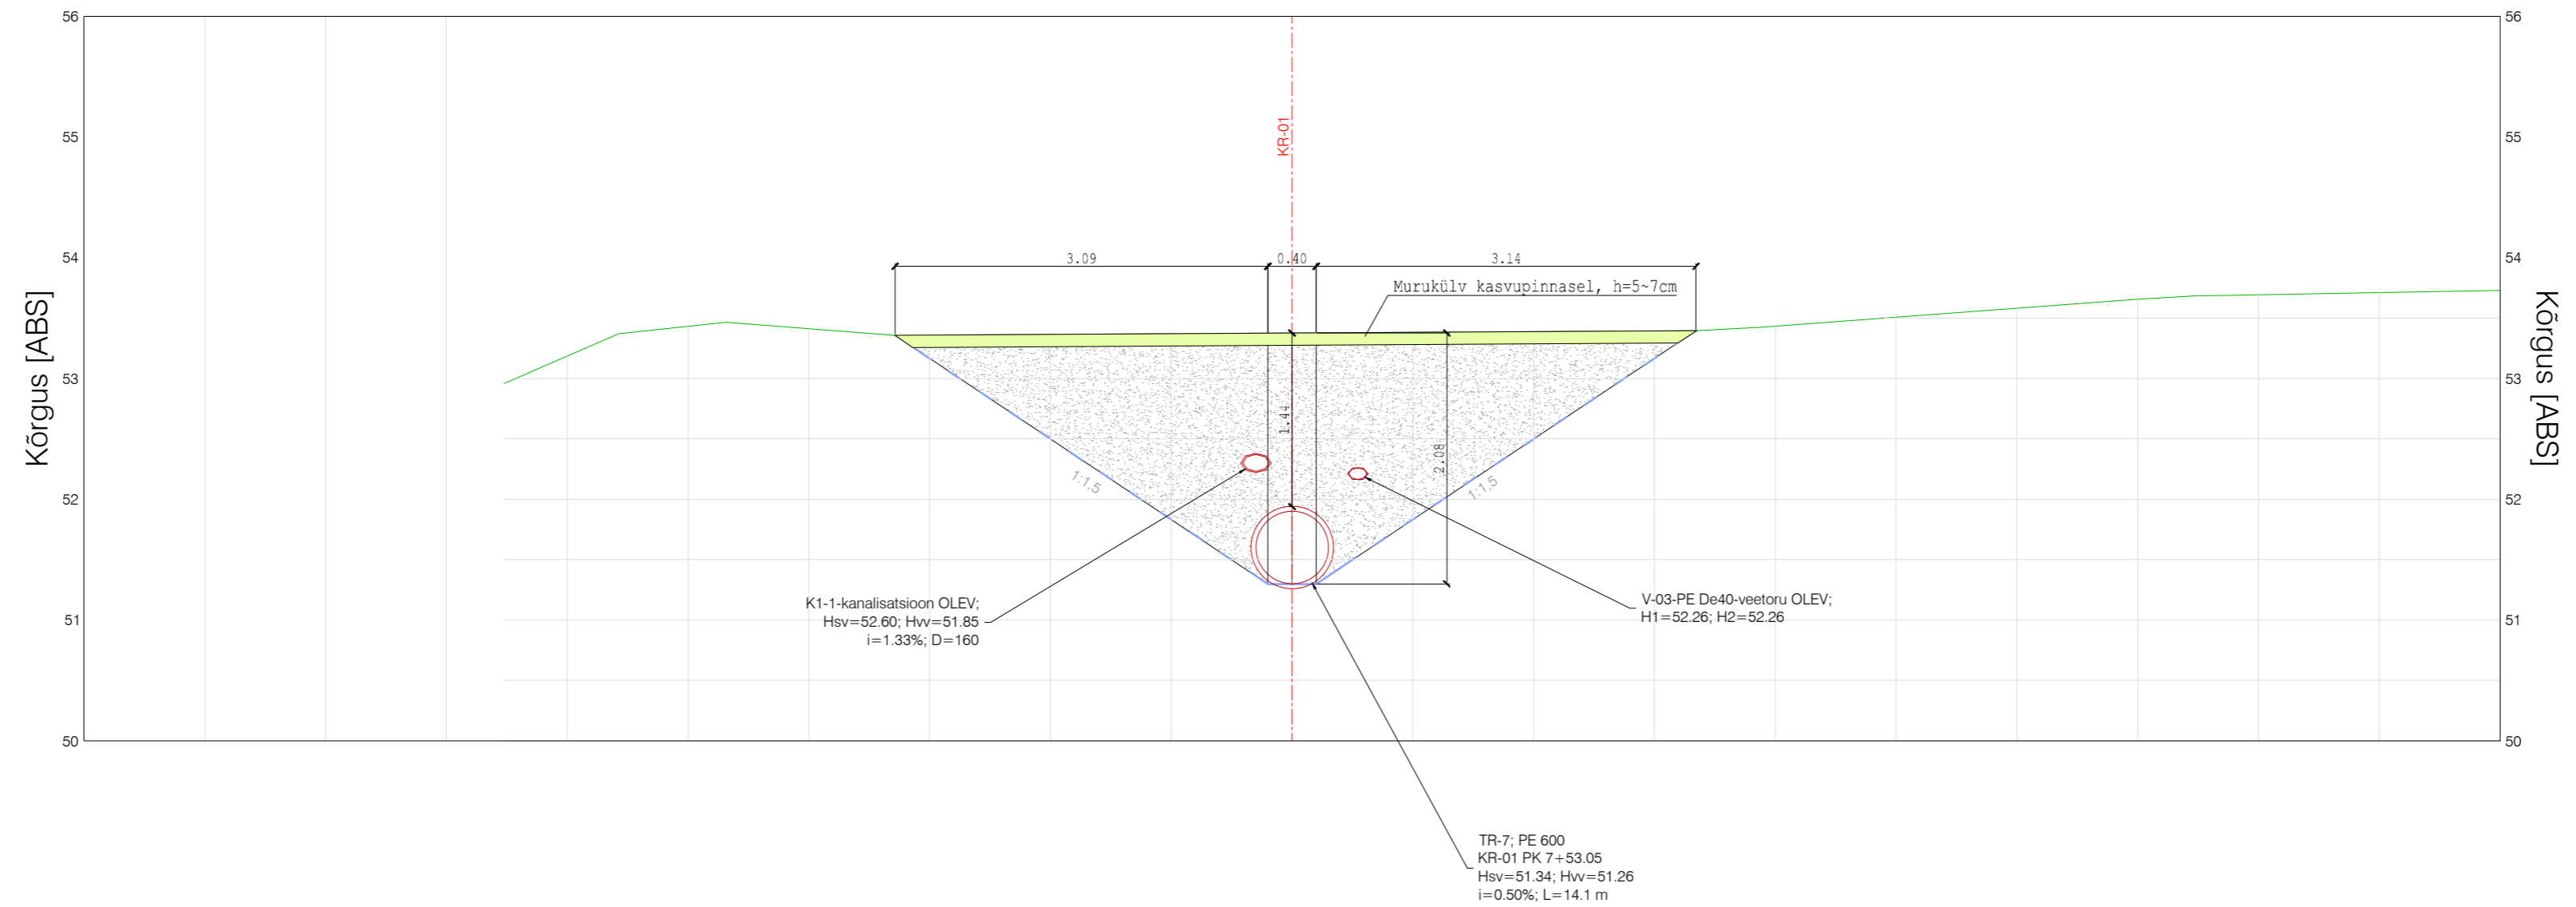 56
56
55
55
KR-01
54
54
3.09
0.40
3.14
Murukülv kasvupinnasel, h=5~7cm
Kõrgus [ABS]
Kõrgus [ABS]
53
53
1.44
2.08
1:1,5
1:1,5
52
52
K1-1-kanalisatsioon OLEV;
Hsv=52.60; Hvv=51.85
i=1.33%; D=160
V-03-PE De40-veetoru OLEV;
H1=52.26; H2=52.26
51
51
50
50
TR-7; PE 600
KR-01 PK 7+53.05
Hsv=51.34; Hvv=51.26
i=0.50%; L=14.1 m